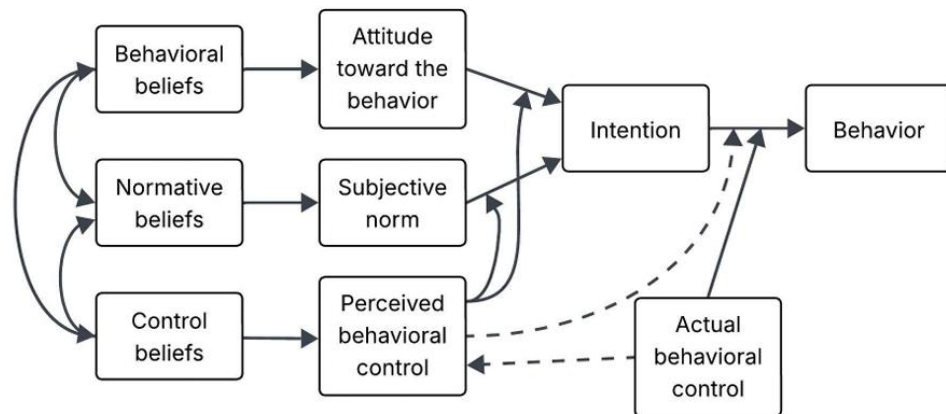 Behavioral
beliefs
Attitude
toward the
behavior
Intention
Behavior
Normative
beliefs
Subjective
norm
Control
beliefs
Perceived
behavioral
control
Actual
behavioral
control